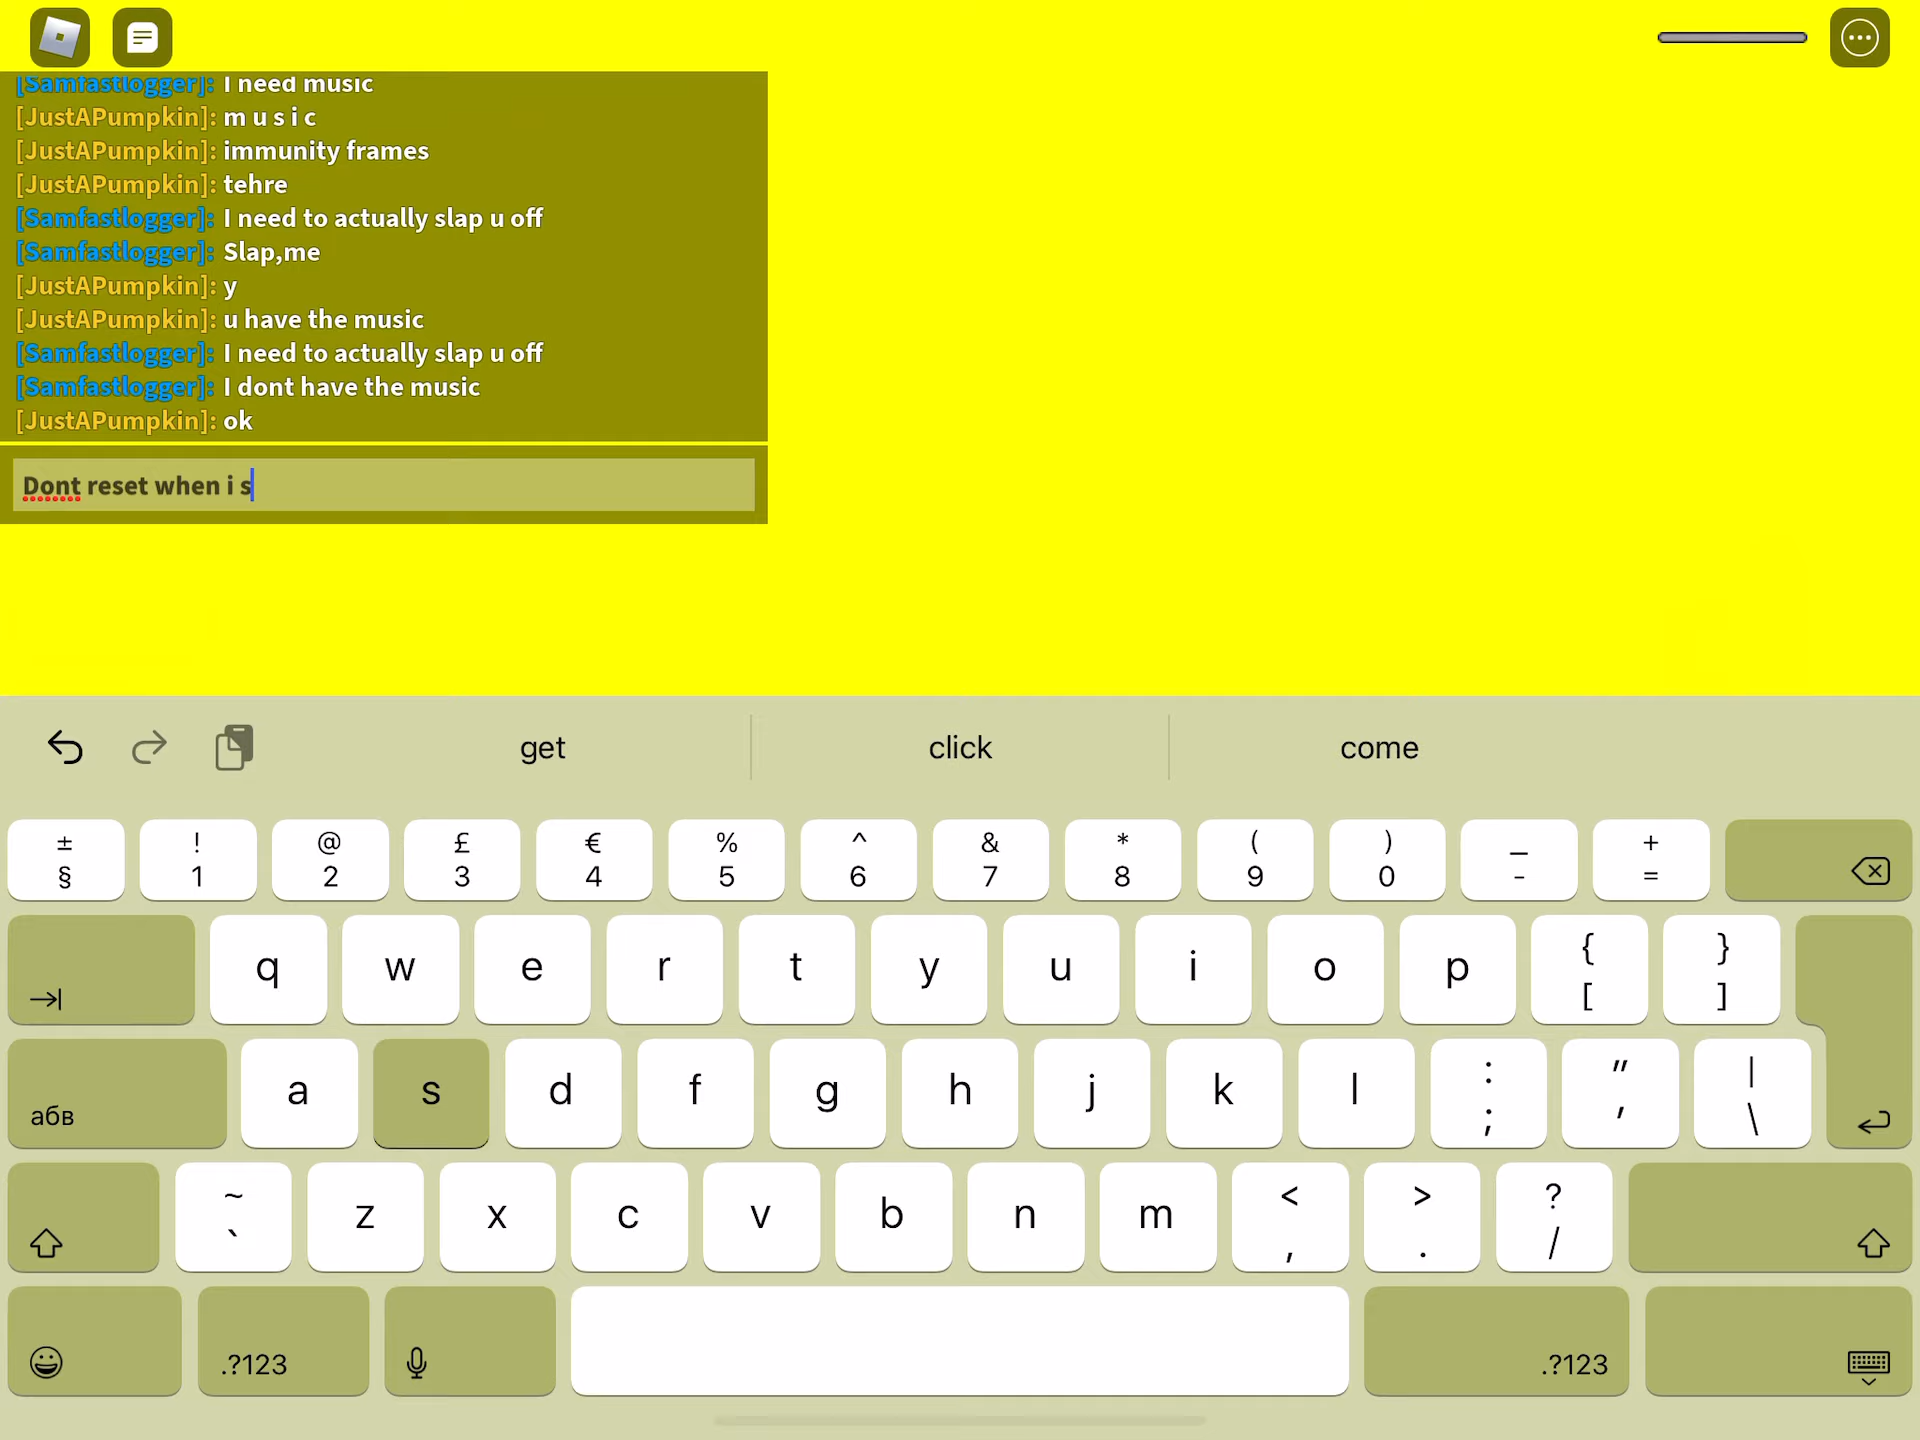 [Samfastlogger]: I need music
[JustAPumpkin]: m u s i c
[JustAPumpkin]: immunity frames
[JustAPumpkin]: tehre
[Samfastlogger]: I need to actually slap u off
[Samfastlogger]: Slap,me
[JustAPumpkin]: y
[JustAPumpkin]: u have the music
[Samfastlogger]: I need to actually slap u off
[Samfastlogger]: I dont have the music
[JustAPumpkin]: ok
Dont reset when i s
get click come
± ! @ £ € % ^ & * ( ) _ +
§ 1 2 3 4 5 6 7 8 9 0 - =
q w e r t y u i o p { }
[ ]
абв a s d f g h j k l : " |
; ' \
~ z x c v b n m < > ?
` , . /
.?123 .?123